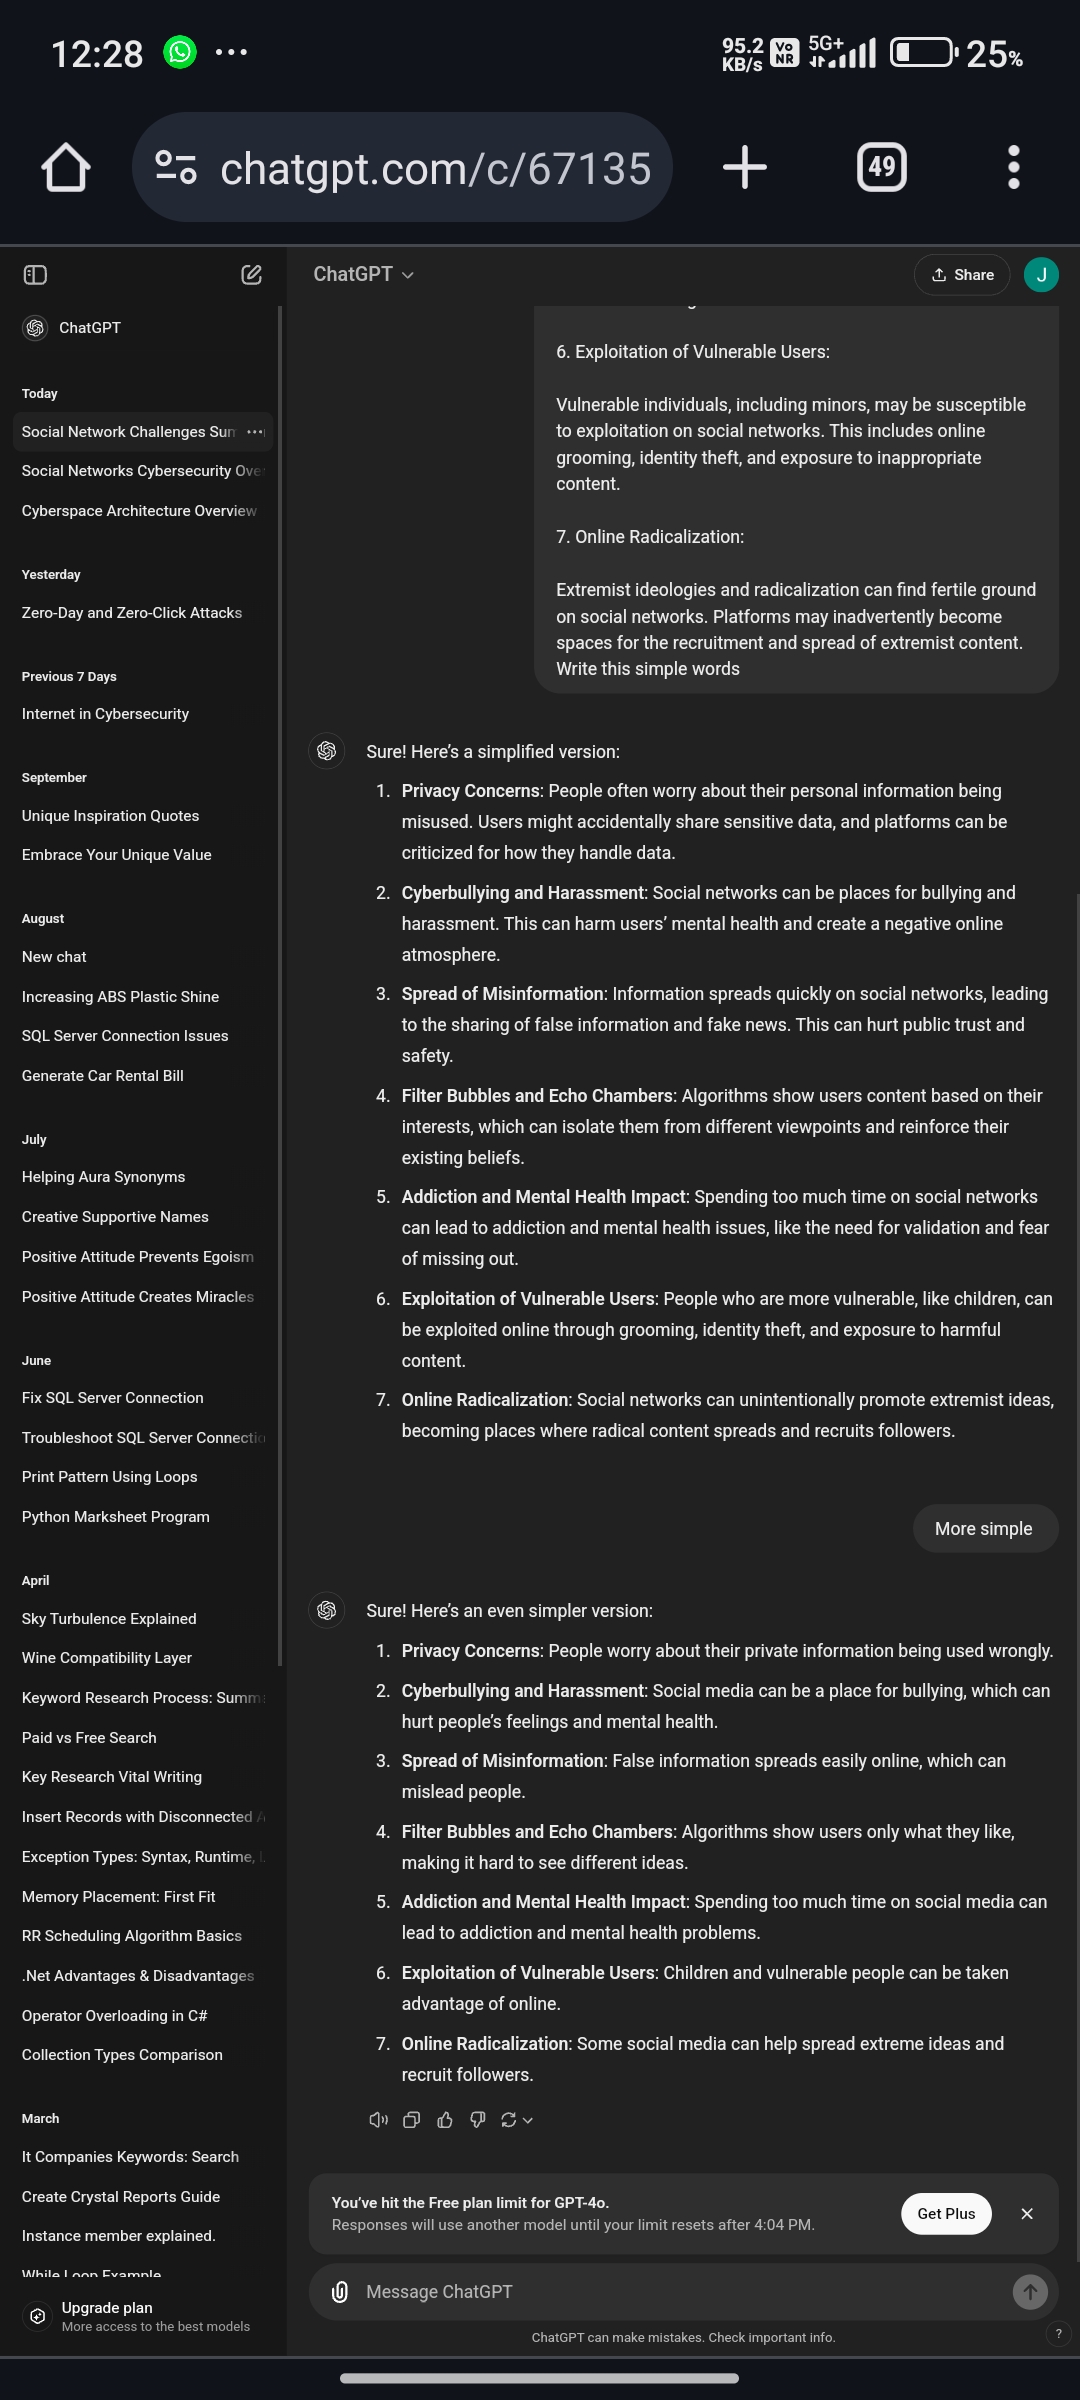 12:28
95.2
KB/s
Vo
NR
5G+
25%
chatgpt.com/c/67135
49
ChatGPT
Share
J
ChatGPT
Today
Social Network Challenges Sum
Social Networks Cybersecurity Over
Cyberspace Architecture Overview
Yesterday
Zero-Day and Zero-Click Attacks
Previous 7 Days
Internet in Cybersecurity
September
Unique Inspiration Quotes
Embrace Your Unique Value
August
New chat
Increasing ABS Plastic Shine
SQL Server Connection Issues
Generate Car Rental Bill
July
Helping Aura Synonyms
Creative Supportive Names
Positive Attitude Prevents Egoism
Positive Attitude Creates Miracles
June
Fix SQL Server Connection
Troubleshoot SQL Server Connectio
Print Pattern Using Loops
Python Marksheet Program
April
Sky Turbulence Explained
Wine Compatibility Layer
Keyword Research Process: Summa
Paid vs Free Search
Key Research Vital Writing
Insert Records with Disconnected A
Exception Types: Syntax, Runtime, L
Memory Placement: First Fit
RR Scheduling Algorithm Basics
.Net Advantages & Disadvantages
Operator Overloading in C#
Collection Types Comparison
March
It Companies Keywords: Search
Create Crystal Reports Guide
Instance member explained.
While Loop Example
Upgrade plan
More access to the best models
6. Exploitation of Vulnerable Users:
Vulnerable individuals, including minors, may be susceptible
to exploitation on social networks. This includes online
grooming, identity theft, and exposure to inappropriate
content.
7. Online Radicalization:
Extremist ideologies and radicalization can find fertile ground
on social networks. Platforms may inadvertently become
spaces for the recruitment and spread of extremist content.
Write this simple words
Sure! Here’s a simplified version:
1. Privacy Concerns: People often worry about their personal information being
misused. Users might accidentally share sensitive data, and platforms can be
criticized for how they handle data.
2. Cyberbullying and Harassment: Social networks can be places for bullying and
harassment. This can harm users’ mental health and create a negative online
atmosphere.
3. Spread of Misinformation: Information spreads quickly on social networks, leading
to the sharing of false information and fake news. This can hurt public trust and
safety.
4. Filter Bubbles and Echo Chambers: Algorithms show users content based on their
interests, which can isolate them from different viewpoints and reinforce their
existing beliefs.
5. Addiction and Mental Health Impact: Spending too much time on social networks
can lead to addiction and mental health issues, like the need for validation and fear
of missing out.
6. Exploitation of Vulnerable Users: People who are more vulnerable, like children, can
be exploited online through grooming, identity theft, and exposure to harmful
content.
7. Online Radicalization: Social networks can unintentionally promote extremist ideas,
becoming places where radical content spreads and recruits followers.
More simple
Sure! Here’s an even simpler version:
1. Privacy Concerns: People worry about their private information being used wrongly.
2. Cyberbullying and Harassment: Social media can be a place for bullying, which can
hurt people’s feelings and mental health.
3. Spread of Misinformation: False information spreads easily online, which can
mislead people.
4. Filter Bubbles and Echo Chambers: Algorithms show users only what they like,
making it hard to see different ideas.
5. Addiction and Mental Health Impact: Spending too much time on social media can
lead to addiction and mental health problems.
6. Exploitation of Vulnerable Users: Children and vulnerable people can be taken
advantage of online.
7. Online Radicalization: Some social media can help spread extreme ideas and
recruit followers.
You’ve hit the Free plan limit for GPT-4o.
Responses will use another model until your limit resets after 4:04 PM.
Get Plus
Message ChatGPT
ChatGPT can make mistakes. Check important info.
?